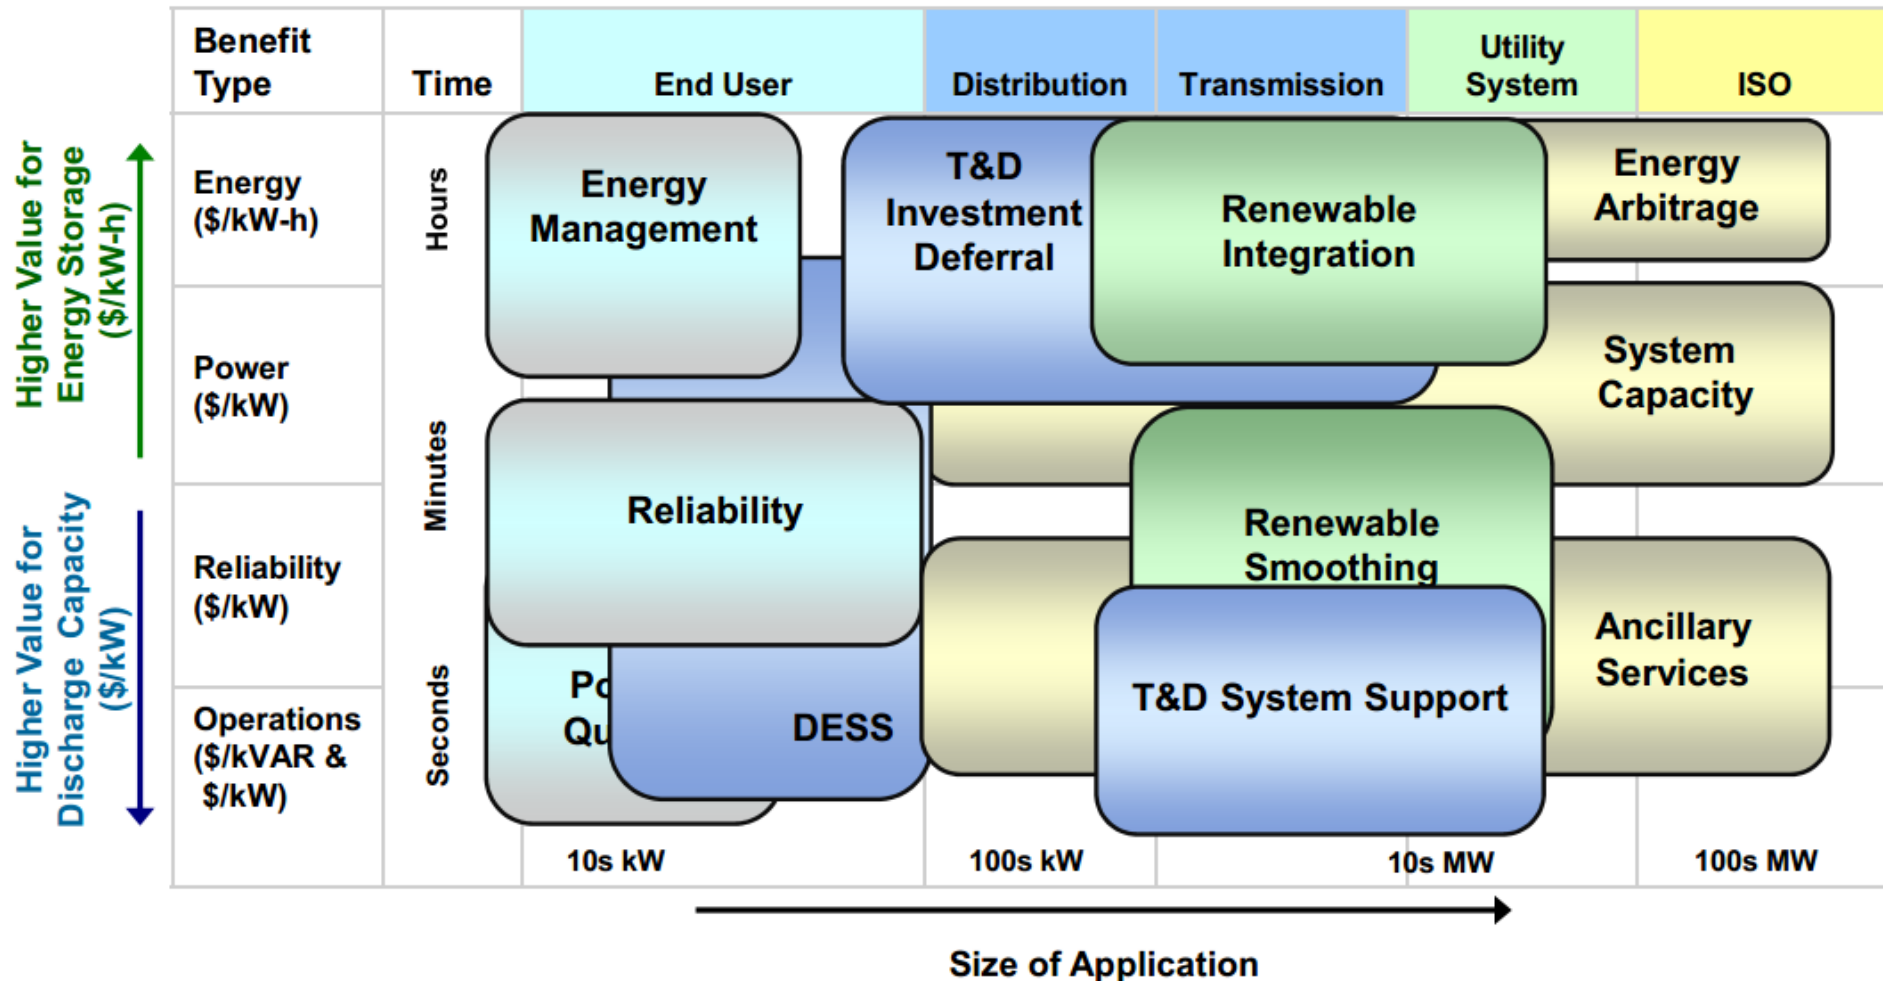 Benefit
Type
Time
End User
Distribution
Transmission
Utility
System
ISO
Higher Value for
Energy Storage
($/kW-h)
Higher Value for
Discharge Capacity
($/kW)
Energy
($/kW-h)
Power
($/kW)
Reliability
($/kW)
Operations
($/kVAR &
$/kW)
Hours
Minutes
Seconds
Energy
Management
T&D
Investment
Deferral
Renewable
Integration
Energy
Arbitrage
System
Capacity
Reliability
Renewable
Smoothing
Ancillary
Services
Po
Qu
DESS
T&D System Support
10s kW
100s kW
10s MW
100s MW
Size of Application